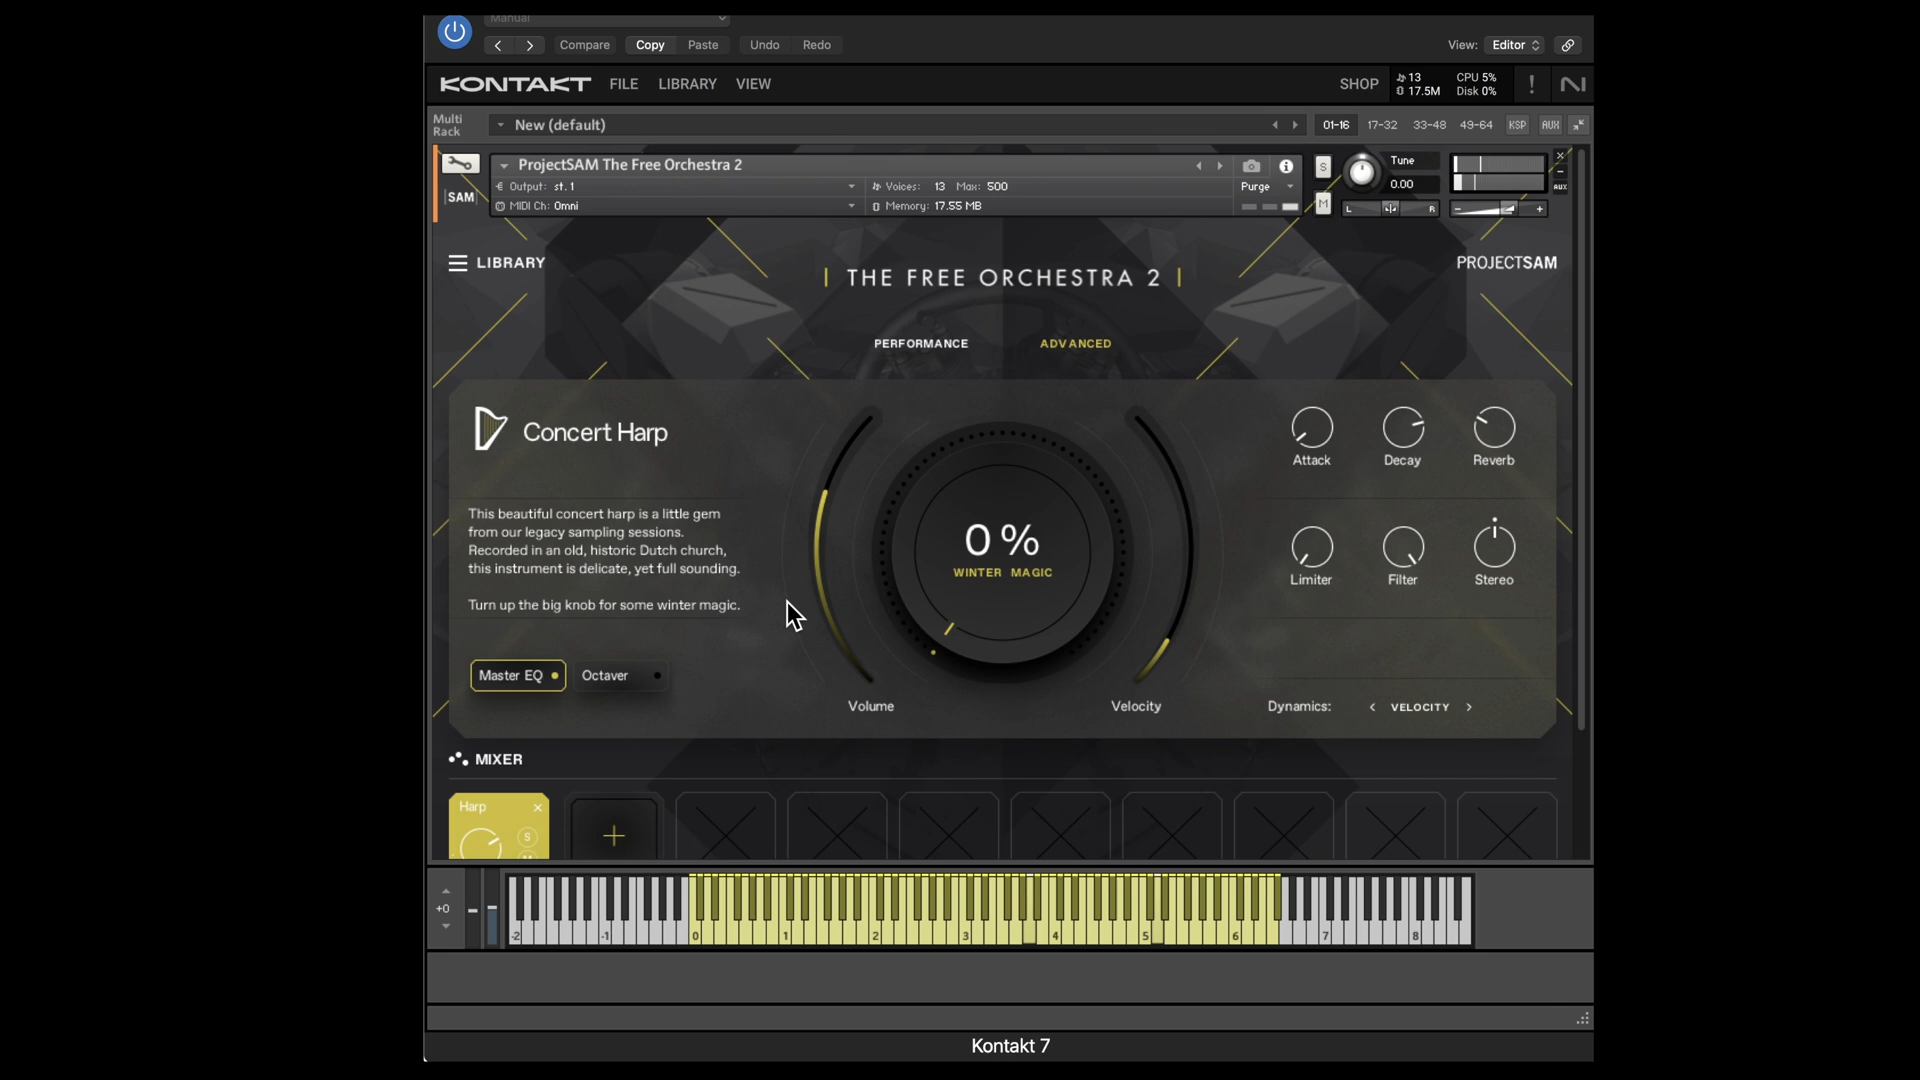 Manual
Compare Copy Paste Undo Redo View: Editor
KONTAKT FILE LIBRARY VIEW SHOP 13 CPU 5%
17.5M Disk 0% !
Multi
Rack New (default) 01-16 17-32 33-48 49-64 KSP AUX
ProjectSAM The Free Orchestra 2 i S Tune
Output: st. 1 Voices: 13 Max: 500 Purge 0.00 AUX
SAM MIDI Ch: Omni Memory: 17.55 MB M L R - +
LIBRARY PROJECTSAM
THE FREE ORCHESTRA 2
PERFORMANCE ADVANCED
Concert Harp
Attack Decay Reverb
This beautiful concert harp is a little gem
from our legacy sampling sessions.
Recorded in an old, historic Dutch church,
this instrument is delicate, yet full sounding.
Turn up the big knob for some winter magic.
0 %
WINTER MAGIC
Limiter Filter Stereo
Master EQ Octaver
Volume Velocity Dynamics: < VELOCITY >
MIXER
Harp ×
S
+
+0
-2 -1 0 1 2 3 4 5 6 7 8
Kontakt 7